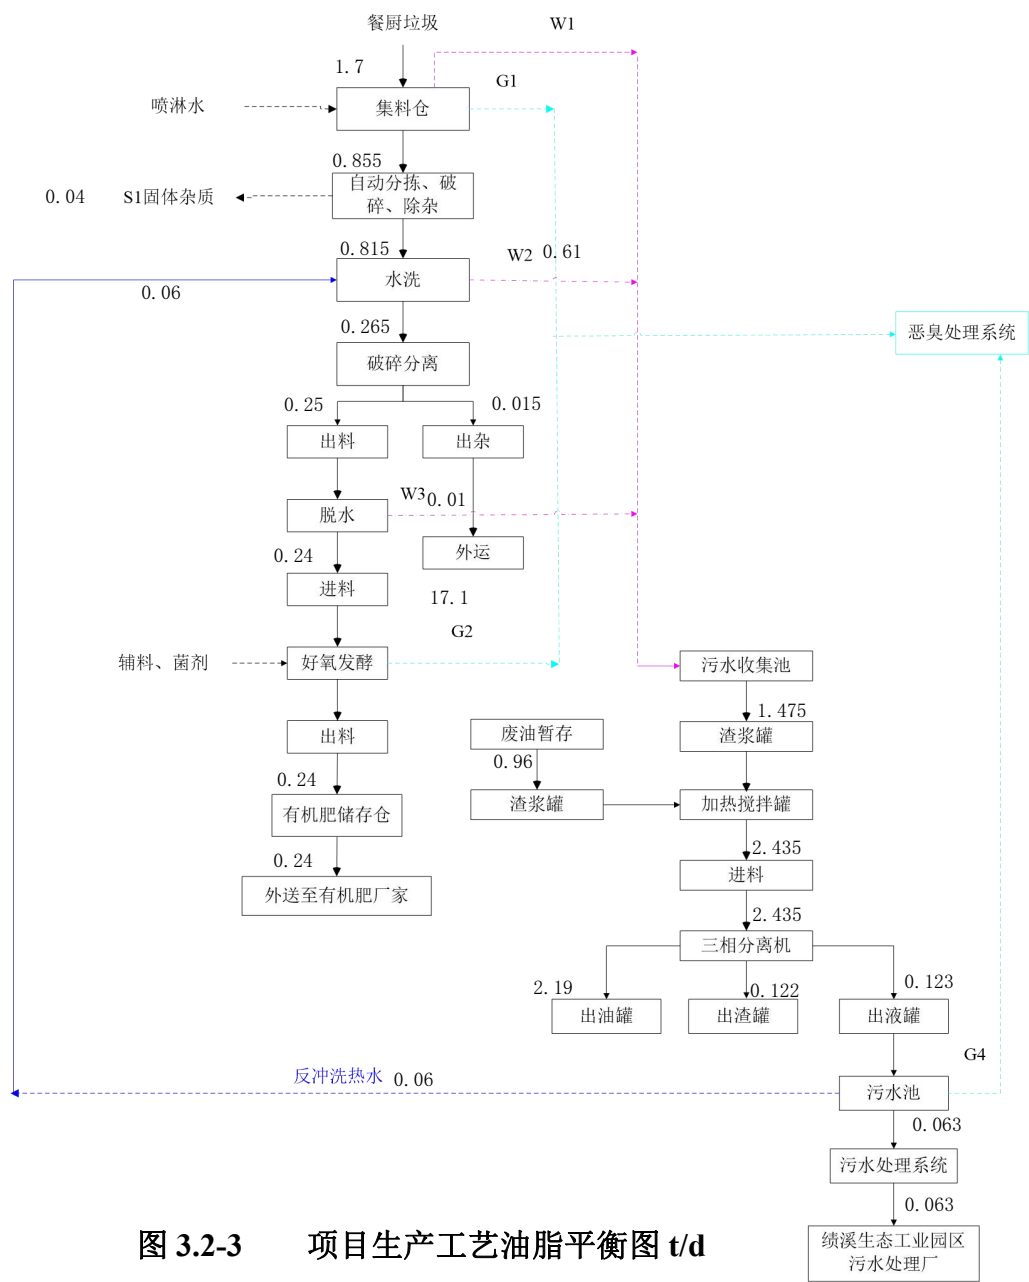 餐厨垃圾
W1
1.7
G1
喷淋水
集料仓
0.855
0.04
S1固体杂质
自动分拣、破
碎、除杂
0.815
W2
0.61
水洗
0.06
0.265
恶臭处理系统
破碎分离
0.25
0.015
出料
出杂
W3
0.01
脱水
0.24
外运
进料
17.1
G2
辅料、菌剂
好氧发酵
污水收集池
1.475
出料
废油暂存
渣浆罐
0.96
0.24
有机肥储存仓
渣浆罐
加热搅拌罐
0.24
2.435
进料
外送至有机肥厂家
2.435
三相分离机
2.19
0.122
0.123
出油罐
出渣罐
出液罐
G4
反冲洗热水
0.06
污水池
0.063
污水处理系统
0.063
绩溪生态工业园区
污水处理厂
图 3.2-3 项目生产工艺油脂平衡图 t/d